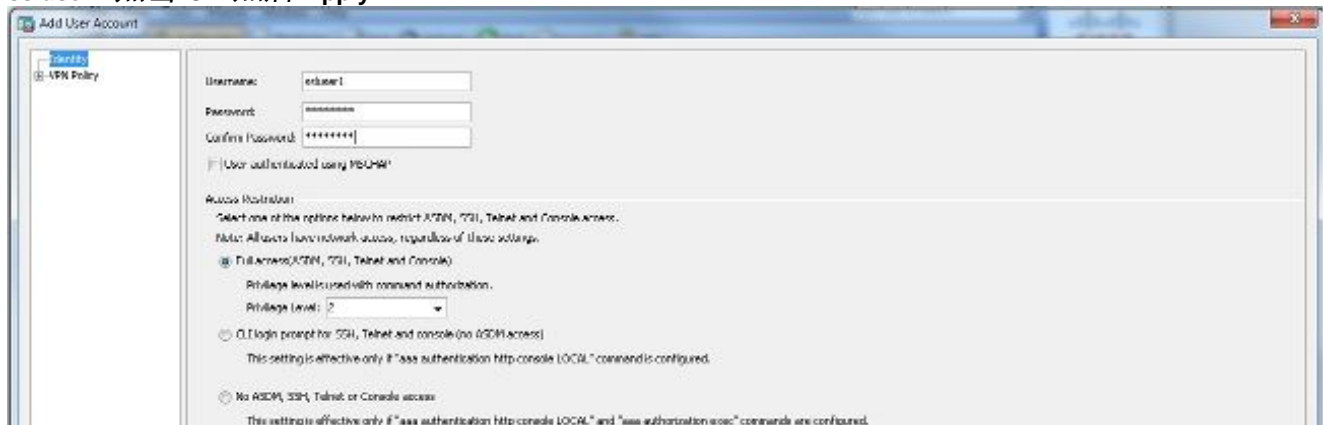 Add User Account
Identity
VPN Policy
Username:
Password:
********
Confirm Password: ********
User authenticated using MSCHAP
Access Restriction
Select one of the options below to restrict ASDM, SSH, Telnet and Console access.
Note: All users have network access, regardless of these settings.
Full access(ASDM, SSH, Telnet and Console)
Privilege level is used with command authorization.
Privilege Level: 2
CLI login prompt for SSH, Telnet and console (no ASDM access)
This setting is effective only if "aaa authentication http console LOCAL" command is configured.
No ASDM, SSH, Telnet or Console access
This setting is effective only if "aaa authentication http console LOCAL" and "aaa authorization exec" commands are configured.